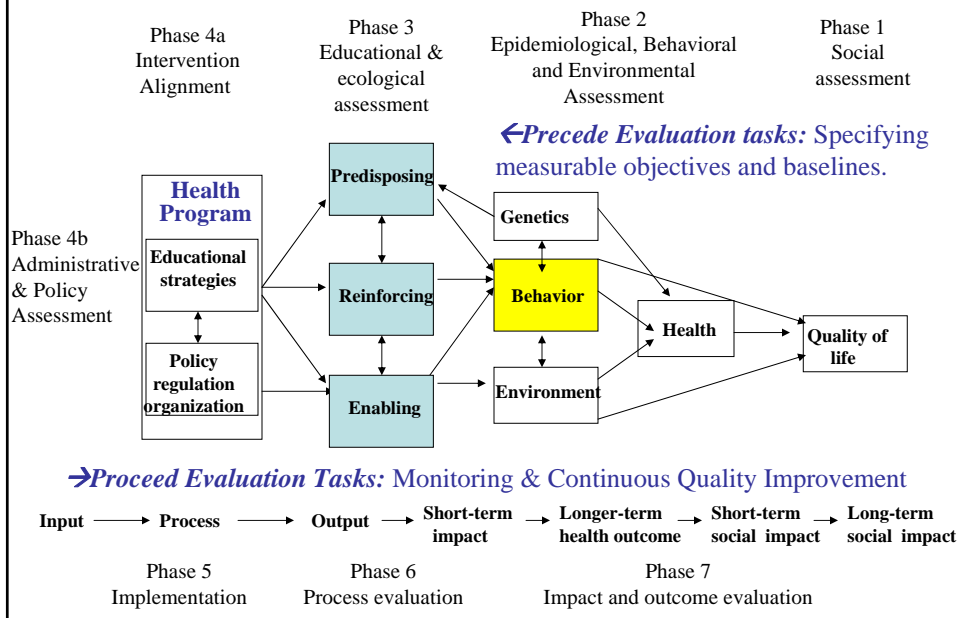 Phase 4a
Intervention
Alignment
Phase 3
Educational &
ecological
assessment
Phase 2
Epidemiological, Behavioral
and Environmental
Assessment
Phase 1
Social
assessment
←Precede Evaluation tasks: Specifying
measurable objectives and baselines.
Phase 4b
Administrative
& Policy
Assessment
Health
Program
Educational
strategies
Policy
regulation
organization
Predisposing
Reinforcing
Enabling
Genetics
Behavior
Environment
Health
Quality of
life
→Proceed Evaluation Tasks: Monitoring & Continuous Quality Improvement
Input
Process
Output
Short-term
impact
Longer-term
health outcome
Short-term
social impact
Long-term
social impact
Phase 5
Implementation
Phase 6
Process evaluation
Phase 7
Impact and outcome evaluation